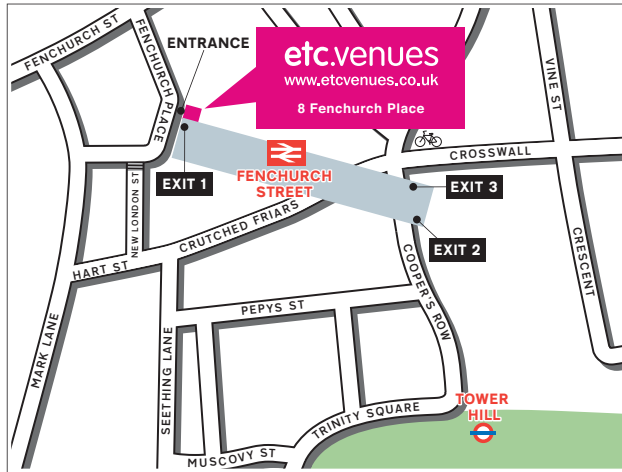 FENCHURCH ST
FENCHURCH PLACE
ENTRANCE
etc.venues
www.etcvenues.co.uk
8 Fenchurch Place
VINE ST
CROSSWALL
EXIT 1
FENCHURCH
STREET
EXIT 3
EXIT 2
NEW LONDON ST
CRUTCHED FRIARS
HART ST
COOPER'S ROW
CRESCENT
MARK LANE
PEPYS ST
SEETHING LANE
TOWER
HILL
TRINITY SQUARE
MUSCOVY ST